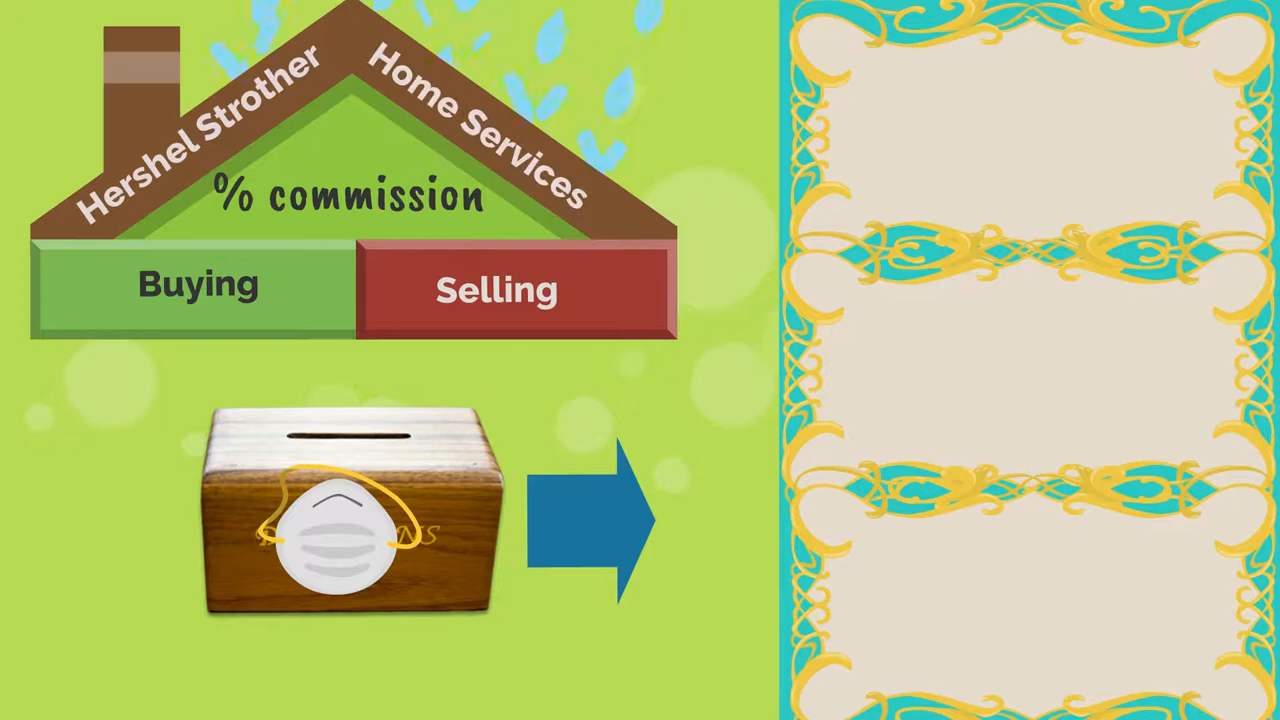 Hershel Strother
Home Services
% commission
Buying
Selling